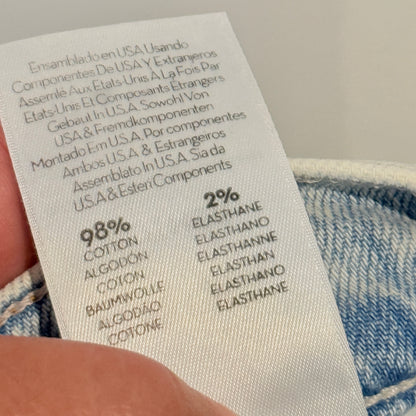 Ensamblado en USA Usando
Componentes De USA Y Extranjeros
Assemlé Aux Etats-Unis A La Fois Par
Etats-Unis Et Composants Etrangers
Gebaut In U.S.A. Sowohl Von
USA & Fremdkomponenten
Montado Em U.S.A Por componentes
Ambos U.S.A & Estrangeiros
Assemblato In U.S.A. Sia da
U.S.A & Esteri Components
98%
COTTON
ALGODÓN
COTON
BAUMWOLLE
ALGODÃO
COTONE
2%
ELASTHANE
ELASTHANO
ELASTHANNE
ELASTHAN
ELASTHANO
ELASTHANE